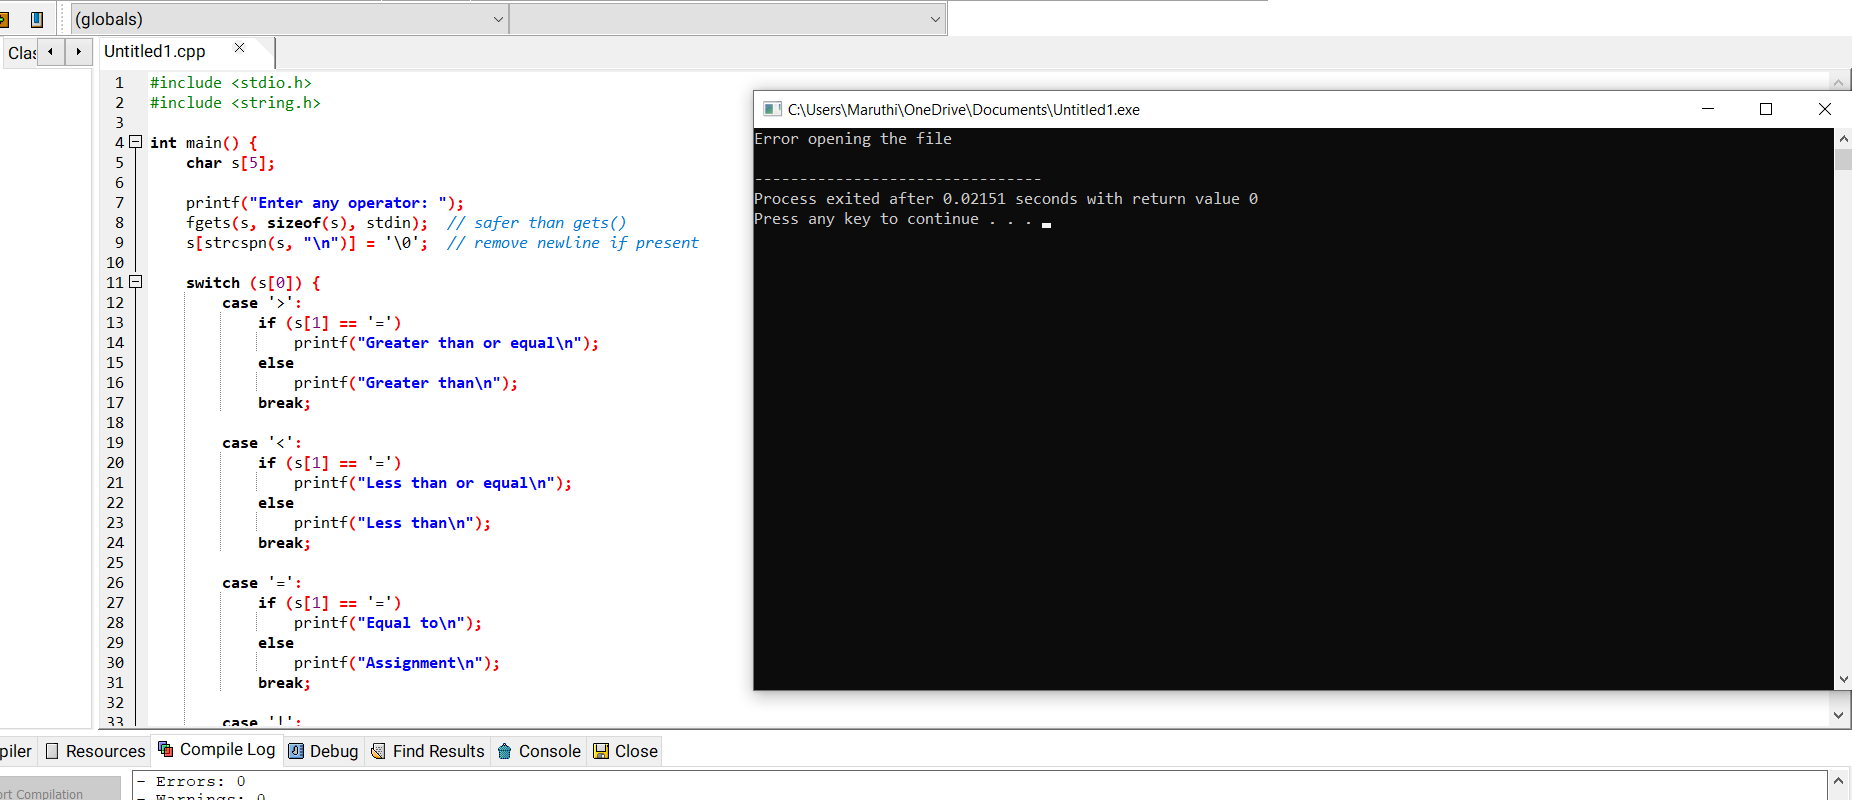 (globals)
Clas
Untitled1.cpp
1 #include <stdio.h>
2 #include <string.h>
3
4 int main() {
5 char s[5];
6
7 printf("Enter any operator: ");
8 fgets(s, sizeof(s), stdin); // safer than gets()
9 s[strcspn(s, "\n")] = '\0'; // remove newline if present
10
11 switch (s[0]) {
12 case '>':
13 if (s[1] == '=')
14 printf("Greater than or equal\n");
15 else
16 printf("Greater than\n");
17 break;
18
19 case '<':
20 if (s[1] == '=')
21 printf("Less than or equal\n");
22 else
23 printf("Less than\n");
24 break;
25
26 case '=':
27 if (s[1] == '=')
28 printf("Equal to\n");
29 else
30 printf("Assignment\n");
31 break;
32
33 case '!':
C:\Users\Maruthi\OneDrive\Documents\Untitled1.exe
Error opening the file
--------------------------------
Process exited after 0.02151 seconds with return value 0
Press any key to continue . . .
piler Resources Compile Log Debug Find Results Console Close
ort Compilation
- Errors: 0
- Warnings: 0